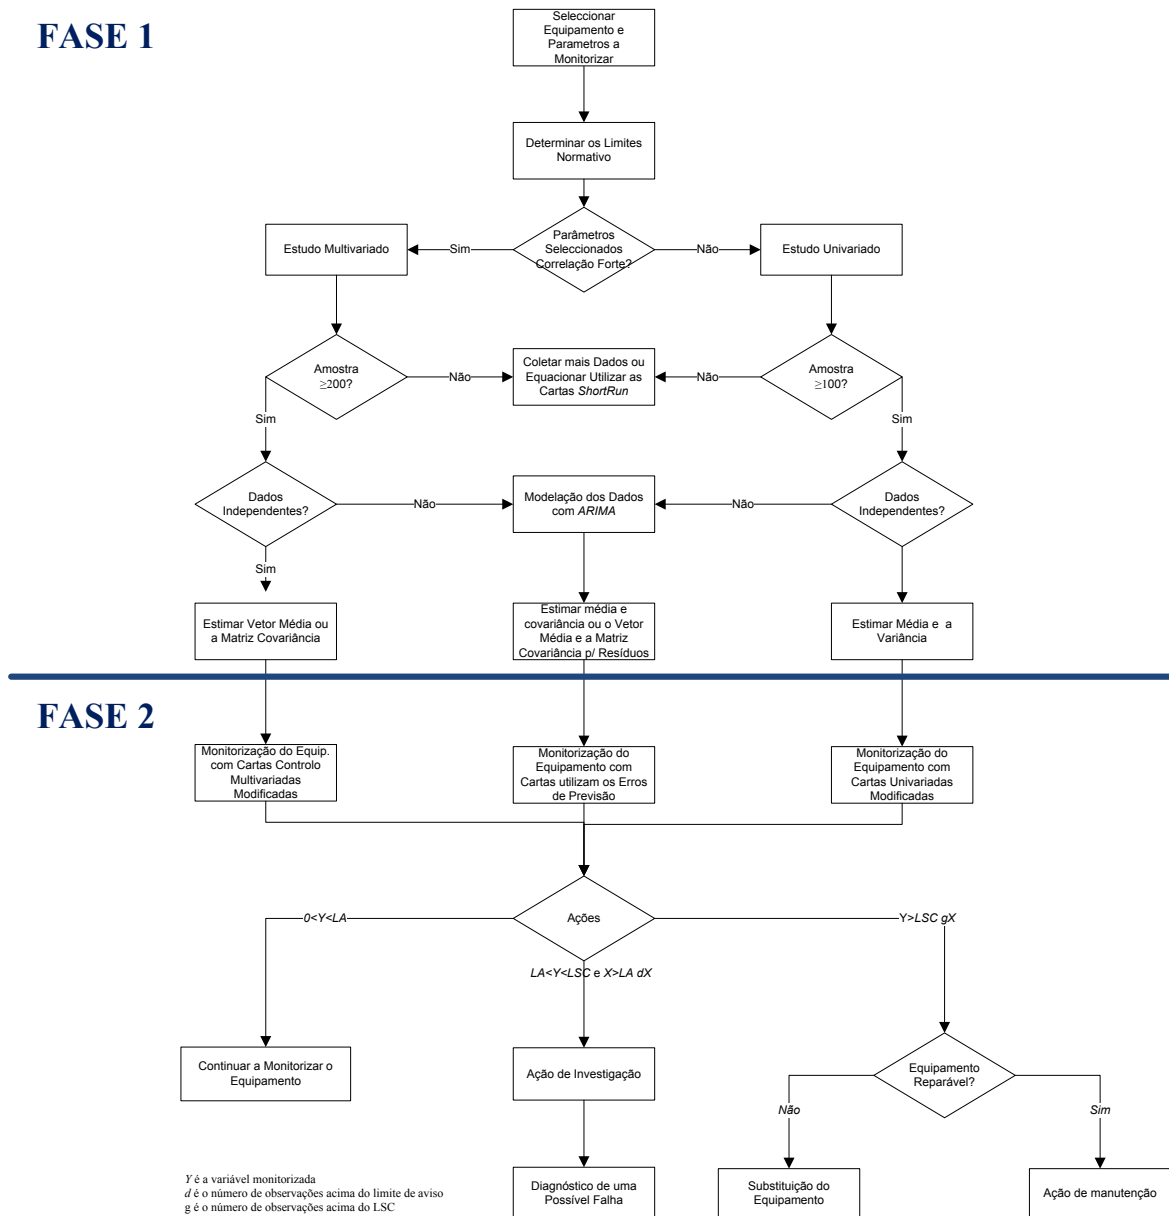 FASE 1
Seleccionar
Equipamento e
Parametros a
Monitorizar
Determinar os Limites
Normativo
Parâmetros
Seleccionados
Correlação Forte?
Sim
Não
Estudo Multivariado
Estudo Univariado
Amostra
≥200?
Não
Coletar mais Dados ou
Equacionar Utilizar as
Cartas ShortRun
Não
Amostra
≥100?
Sim
Sim
Dados
Independentes?
Não
Modelação dos Dados
com ARIMA
Não
Dados
Independentes?
Sim
Estimar Vetor Média ou
a Matriz Covariância
Estimar média e
covariância ou o Vetor
Média e a Matriz
Covariância p/ Resíduos
Estimar Média e a
Variância
FASE 2
Monitorização do Equip.
com Cartas Controlo
Multivariadas
Modificadas
Monitorização do
Equipamento com
Cartas utilizam os Erros
de Previsão
Monitorização do
Equipamento com
Cartas Univariadas
Modificadas
Ações
0<Y<LA
Y>LSC gX
LA<Y<LSC e X>LA dX
Continuar a Monitorizar o
Equipamento
Ação de Investigação
Equipamento
Reparável?
Não
Sim
Diagnóstico de uma
Possível Falha
Substituição do
Equipamento
Ação de manutenção
Y é a variável monitorizada
d é o número de observações acima do limite de aviso
g é o número de observações acima do LSC